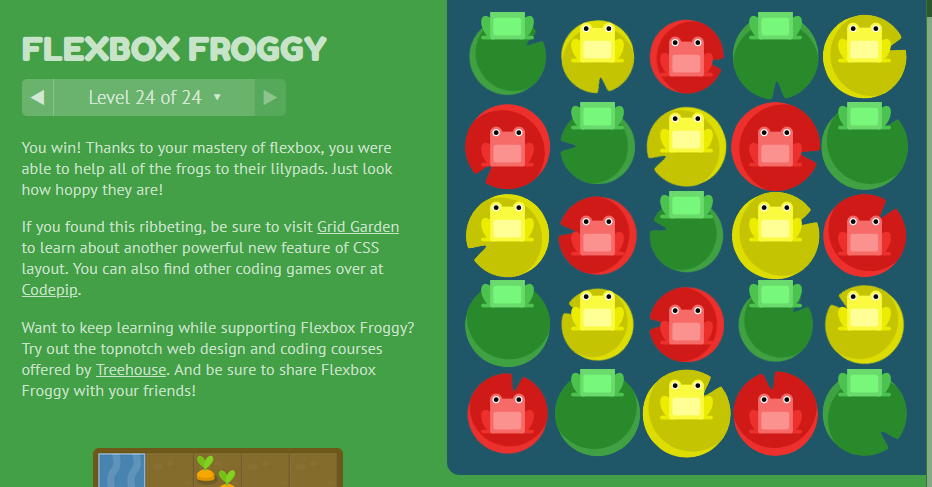 FLEXBOX FROGGY
Level 24 of 24
You win! Thanks to your mastery of flexbox, you were
able to help all of the frogs to their lilypads. Just look
how hoppy they are!
If you found this ribbeting, be sure to visit Grid Garden
to learn about another powerful new feature of CSS
layout. You can also find other coding games over at
Codepip.
Want to keep learning while supporting Flexbox Froggy?
Try out the topnotch web design and coding courses
offered by Treehouse. And be sure to share Flexbox
Froggy with your friends!